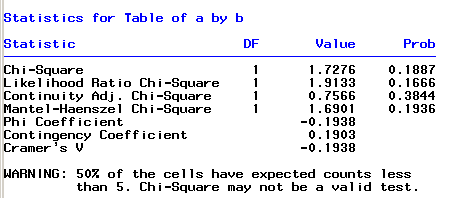 Statistics for Table of a by b
Statistic DF Value Prob
Chi-Square 1 1.7276 0.1887
Likelihood Ratio Chi-Square 1 1.9133 0.1666
Continuity Adj. Chi-Square 1 0.7566 0.3844
Mantel-Haenszel Chi-Square 1 1.6901 0.1936
Phi Coefficient -0.1938
Contingency Coefficient 0.1903
Cramer's V -0.1938
WARNING: 50% of the cells have expected counts less
than 5. Chi-Square may not be a valid test.